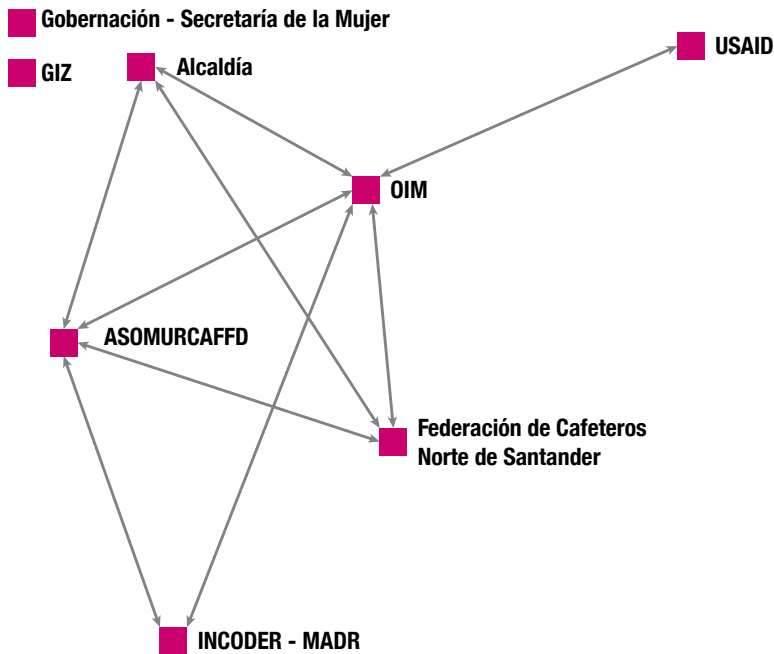 Gobernación - Secretaría de la Mujer
GIZ
Alcaldía
USAID
OIM
ASOMURCAFFD
Federación de Cafeteros
Norte de Santander
INCODER - MADR